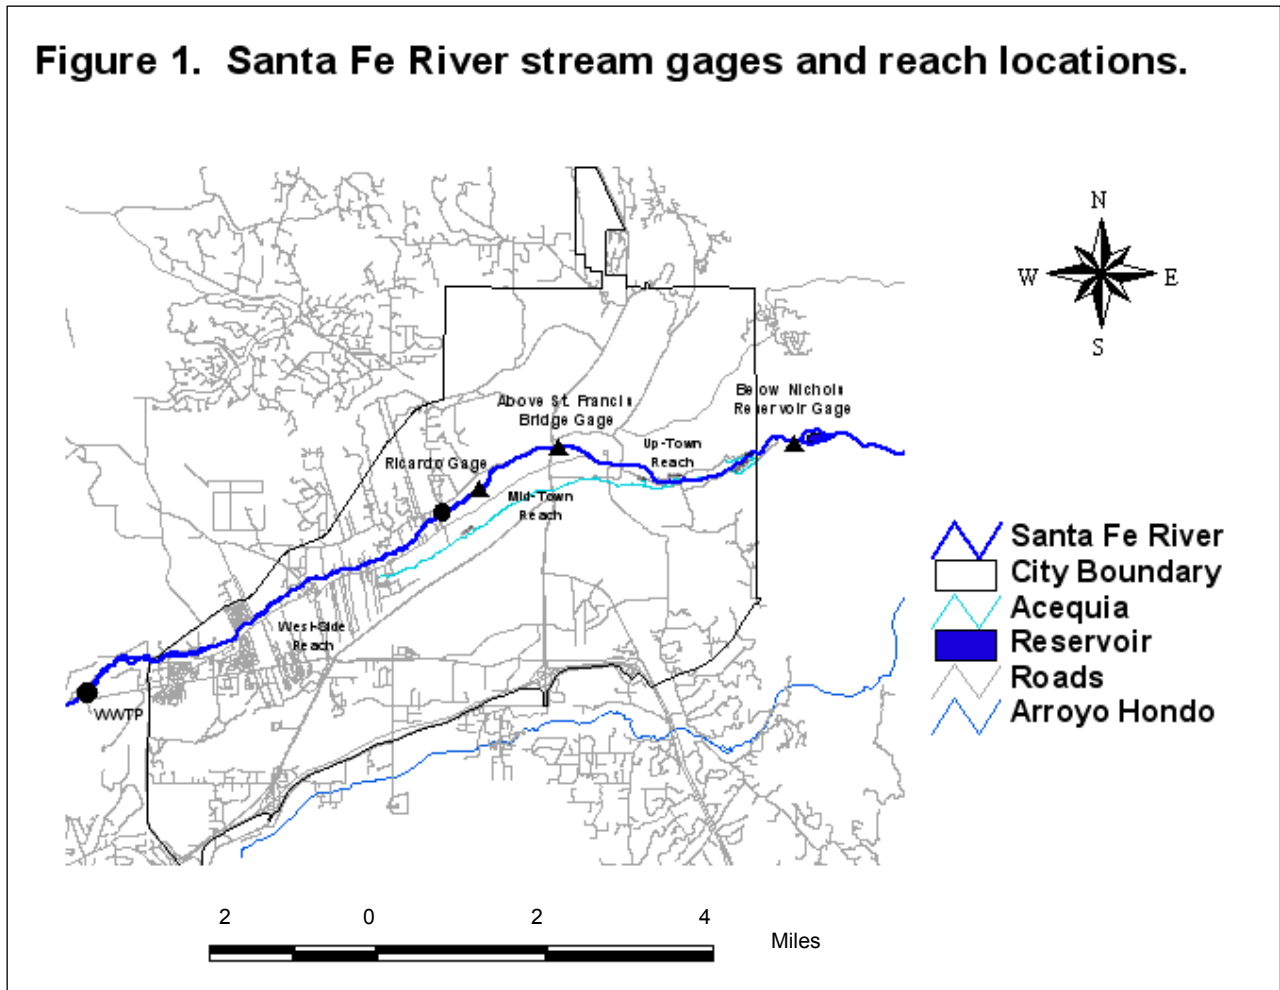 Figure 1. Santa Fe River stream gages and reach locations.
N
W
E
S
Below Nichols
Reservoir Gage
Above St. Francis
Bridge Gage
Up-Town
Reach
Ricardo Gage
Mid-Town
Reach
West-Side
Reach
WWTP
Santa Fe River
City Boundary
Acequia
Reservoir
Roads
Arroyo Hondo
2 0 2 4
Miles